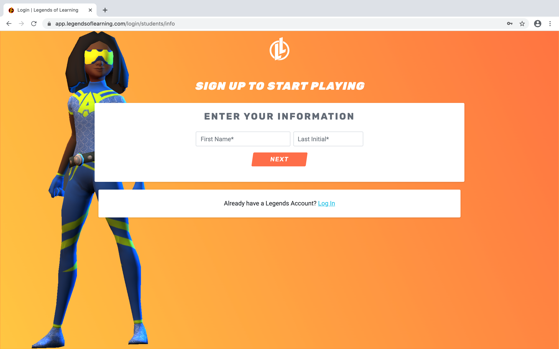 Login | Legends of Learning
app.legendsoflearning.com/login/students/info
SIGN UP TO START PLAYING
ENTER YOUR INFORMATION
First Name* Last Initial*
NEXT
Already have a Legends Account? Log In